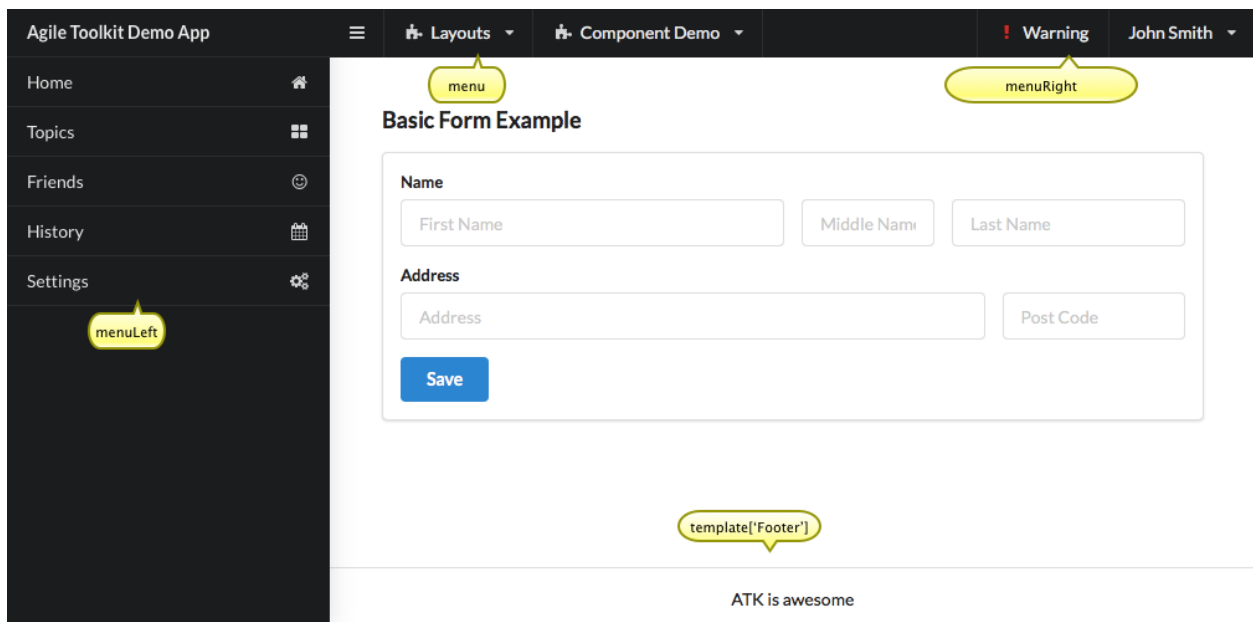 Agile Toolkit Demo App Layouts Component Demo Warning John Smith
Home
menu
menuRight
Basic Form Example
Topics
Friends
Name
First Name Middle Nam Last Name
History
Address
Settings
Address Post Code
menuLeft
Save
template['Footer']
ATK is awesome